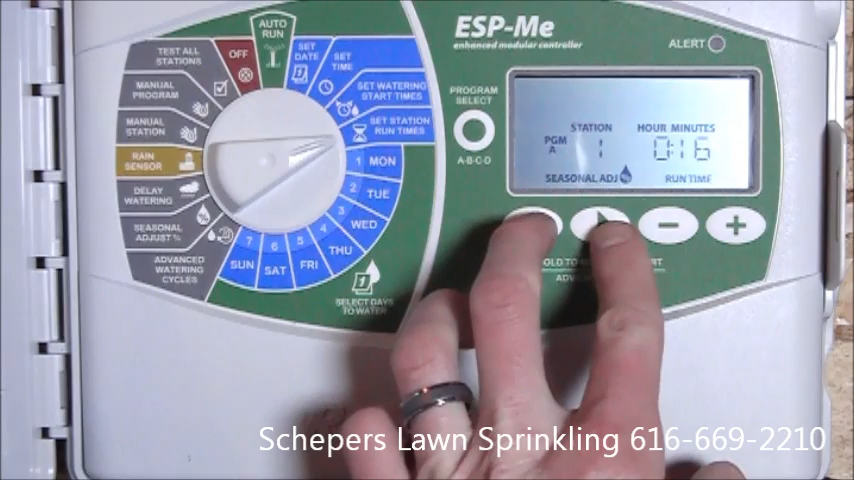 ESP-Me
enhanced modular controller
ALERT
AUTO
RUN
OFF
SET
DATE
SET
TIME
SET WATERING
START TIMES
SET STATION
RUN TIMES
1 MON
2 TUE
3 WED
4 THU
5 FRI
6 SAT
7 SUN
SELECT DAYS
TO WATER
TEST ALL
STATIONS
MANUAL
PROGRAM
MANUAL
STATION
RAIN
SENSOR
DELAY
WATERING
SEASONAL
ADJUST %
ADVANCED
WATERING
CYCLES
PROGRAM
SELECT
A-B-C-D
STATION HOUR MINUTES
PGM
A 1 0:16
SEASONAL ADJ RUN TIME
- +
Schepers Lawn Sprinkling 616-669-2210